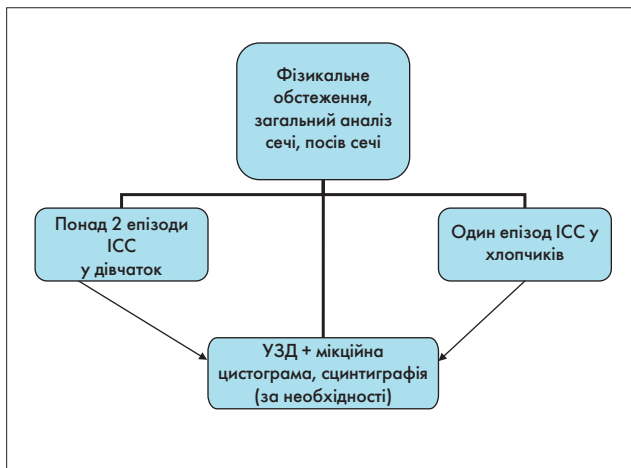 Фізикальне
обстеження,
загальний аналіз
сечі, посів сечі
Понад 2 епізоди
ІСС
у дівчаток
Один епізод ІСС у
хлопчиків
УЗД + мікційна
цистограма, сцинтиграфія
(за необхідності)